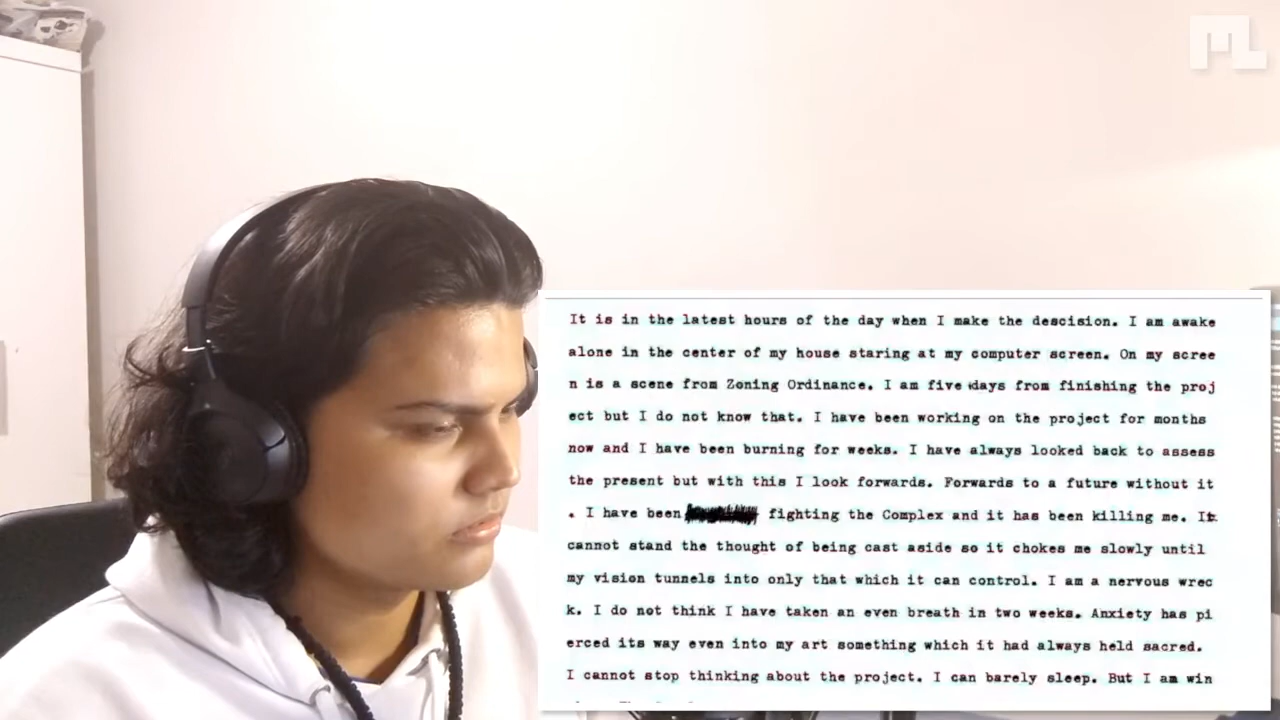 ML
It is in the latest hours of the day when I make the descision. I am awake
alone in the center of my house staring at my computer screen. On my scree
n is a scene from Zoning Ordinance. I am five days from finishing the proj
ect but I do not know that. I have been working on the project for months
now and I have been burning for weeks. I have always looked back to assess
the present but with this I look forwards. Forwards to a future without it
. I have been fighting the Complex and it has been killing me. It
cannot stand the thought of being cast aside so it chokes me slowly until
my vision tunnels into only that which it can control. I am a nervous wrec
k. I do not think I have taken an even breath in two weeks. Anxiety has pi
erced its way even into my art something which it had always held sacred.
I cannot stop thinking about the project. I can barely sleep. But I am win